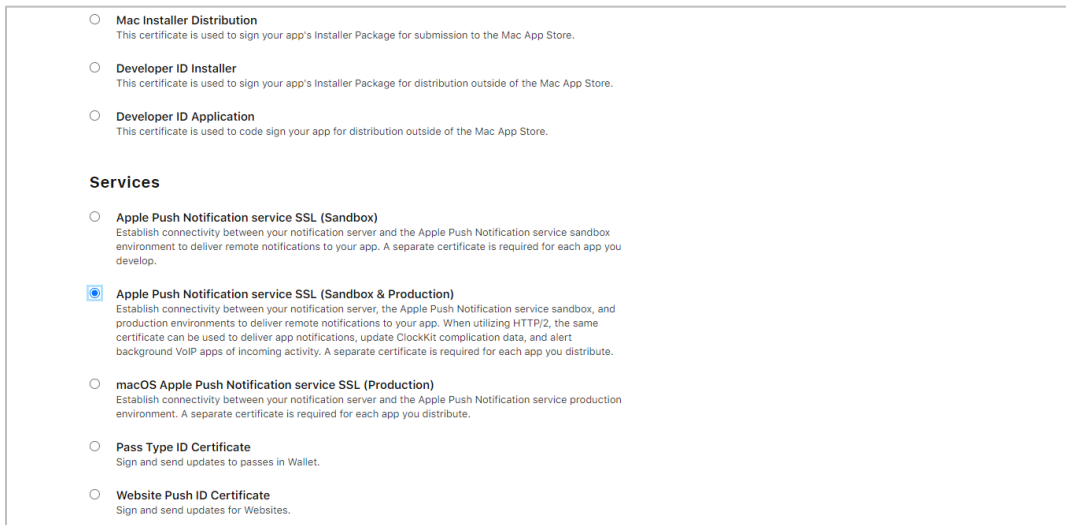 Mac Installer Distribution
This certificate is used to sign your app's Installer Package for submission to the Mac App Store.
Developer ID Installer
This certificate is used to sign your app's Installer Package for distribution outside of the Mac App Store.
Developer ID Application
This certificate is used to code sign your app for distribution outside of the Mac App Store.
Services
Apple Push Notification service SSL (Sandbox)
Establish connectivity between your notification server and the Apple Push Notification service sandbox
environment to deliver remote notifications to your app. A separate certificate is required for each app you
develop.
Apple Push Notification service SSL (Sandbox & Production)
Establish connectivity between your notification server, the Apple Push Notification service sandbox, and
production environments to deliver remote notifications to your app. When utilizing HTTP/2, the same
certificate can be used to deliver app notifications, update ClockKit complication data, and alert
background VoIP apps of incoming activity. A separate certificate is required for each app you distribute.
macOS Apple Push Notification service SSL (Production)
Establish connectivity between your notification server and the Apple Push Notification service production
environment. A separate certificate is required for each app you distribute.
Pass Type ID Certificate
Sign and send updates to passes in Wallet.
Website Push ID Certificate
Sign and send updates for Websites.